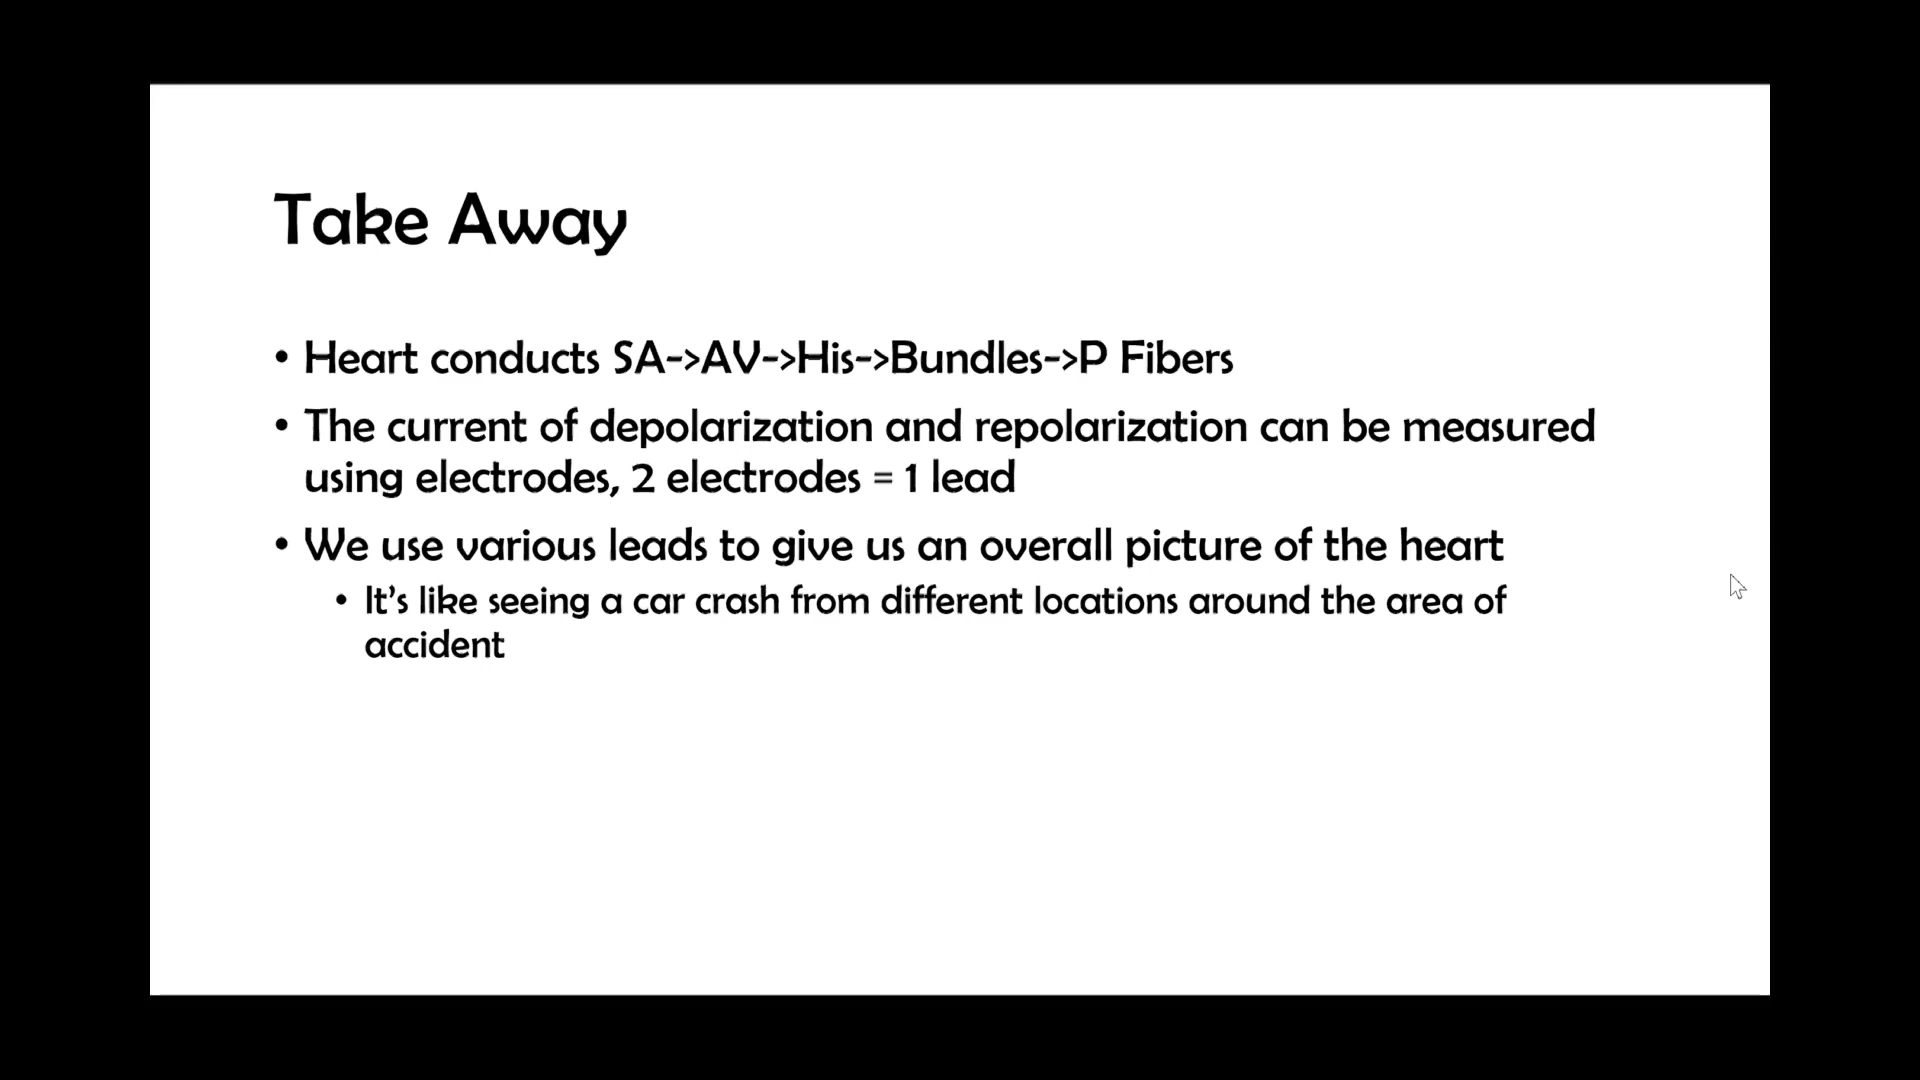 Take Away
• Heart conducts SA->AV->His->Bundles->P Fibers
• The current of depolarization and repolarization can be measured
using electrodes, 2 electrodes = 1 lead
• We use various leads to give us an overall picture of the heart
• It's like seeing a car crash from different locations around the area of
accident